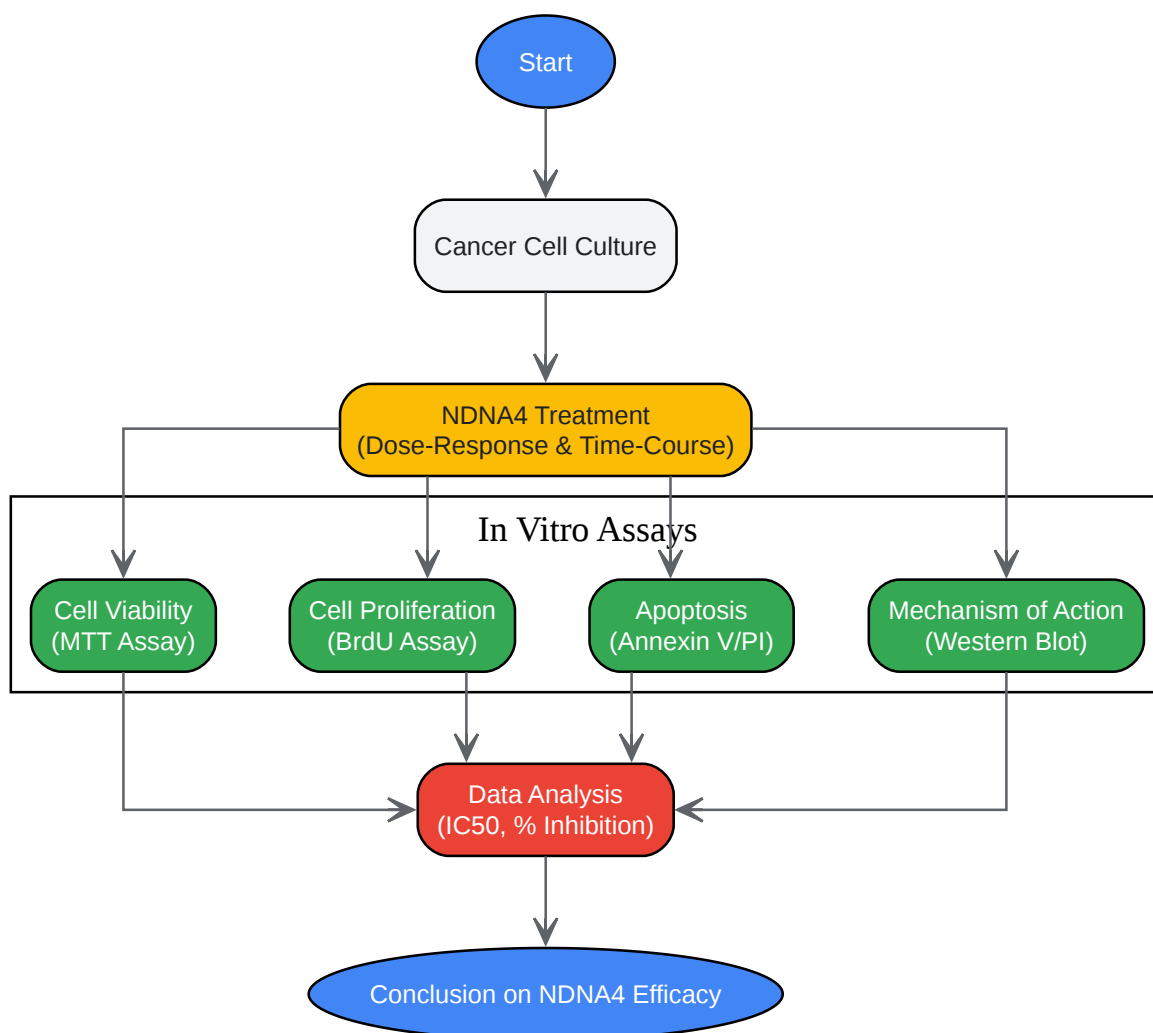 Start
Cancer Cell Culture
NDNA4 Treatment
(Dose-Response & Time-Course)
In Vitro Assays
Cell Viability
(MTT Assay)
Cell Proliferation
(BrdU Assay)
Apoptosis
(Annexin V/PI)
Mechanism of Action
(Western Blot)
Data Analysis
(IC50, % Inhibition)
Conclusion on NDNA4 Efficacy